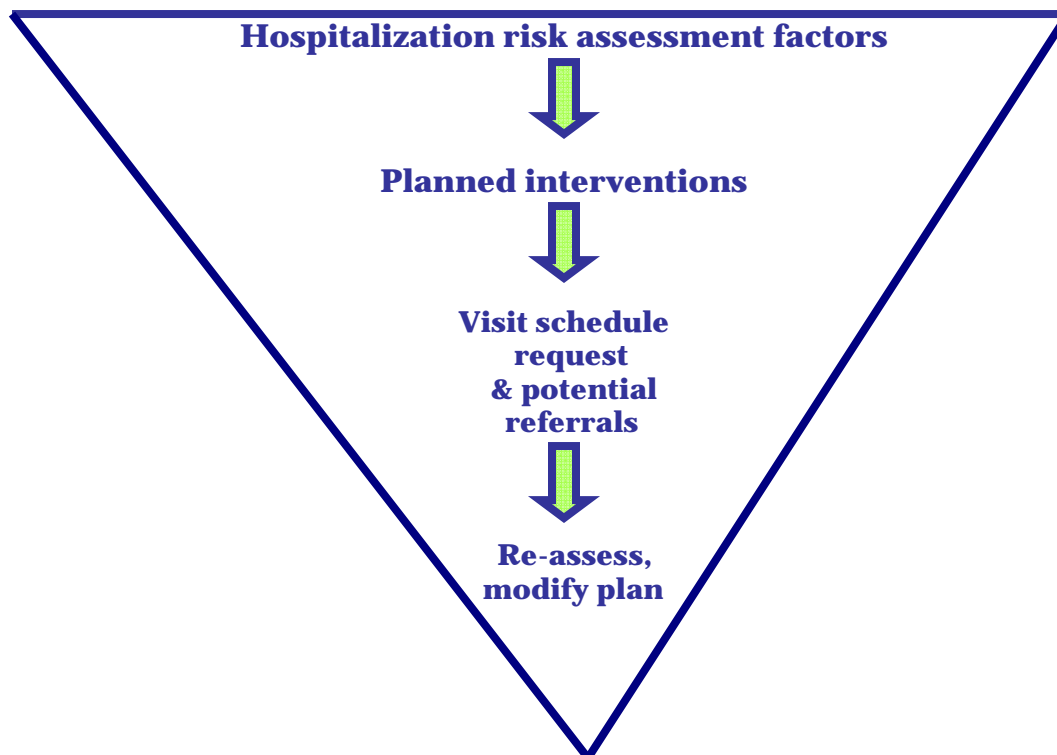 Hospitalization risk assessment factors
Planned interventions
Visit schedule
request
& potential
referrals
Re-assess,
modify plan